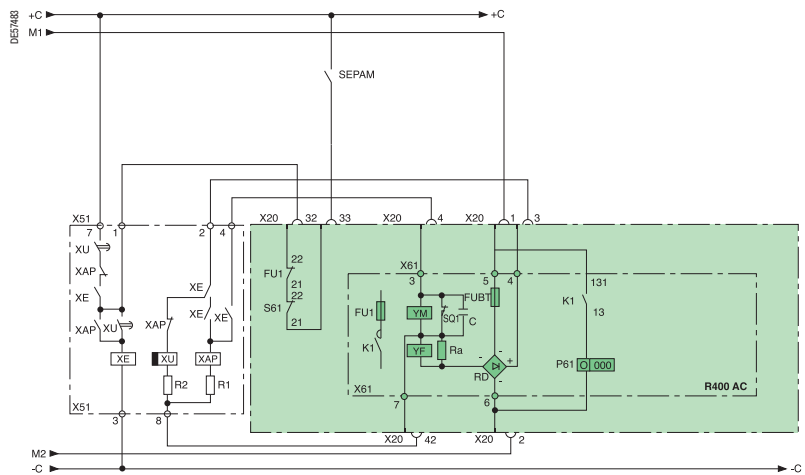 DE57483
+C
+C
M1
SEPAM
X51
X20
32
33
X20
4
X20
1
3
7
1
2
4
XU
XAP
XE
XAP
XU
XE
XAP
XE
XE
XE
XU
XAP
R2
R1
X51
3
8
22
FU1
21
22
S61
21
X61
3
5
4
FU1
K1
YM
SQ1
C
YF
Ra
FUBT
-
-
-
+
RD
131
K1
13
P61
O
000
R400 AC
X61
7
6
X20
42
X20
2
M2
-C
-C